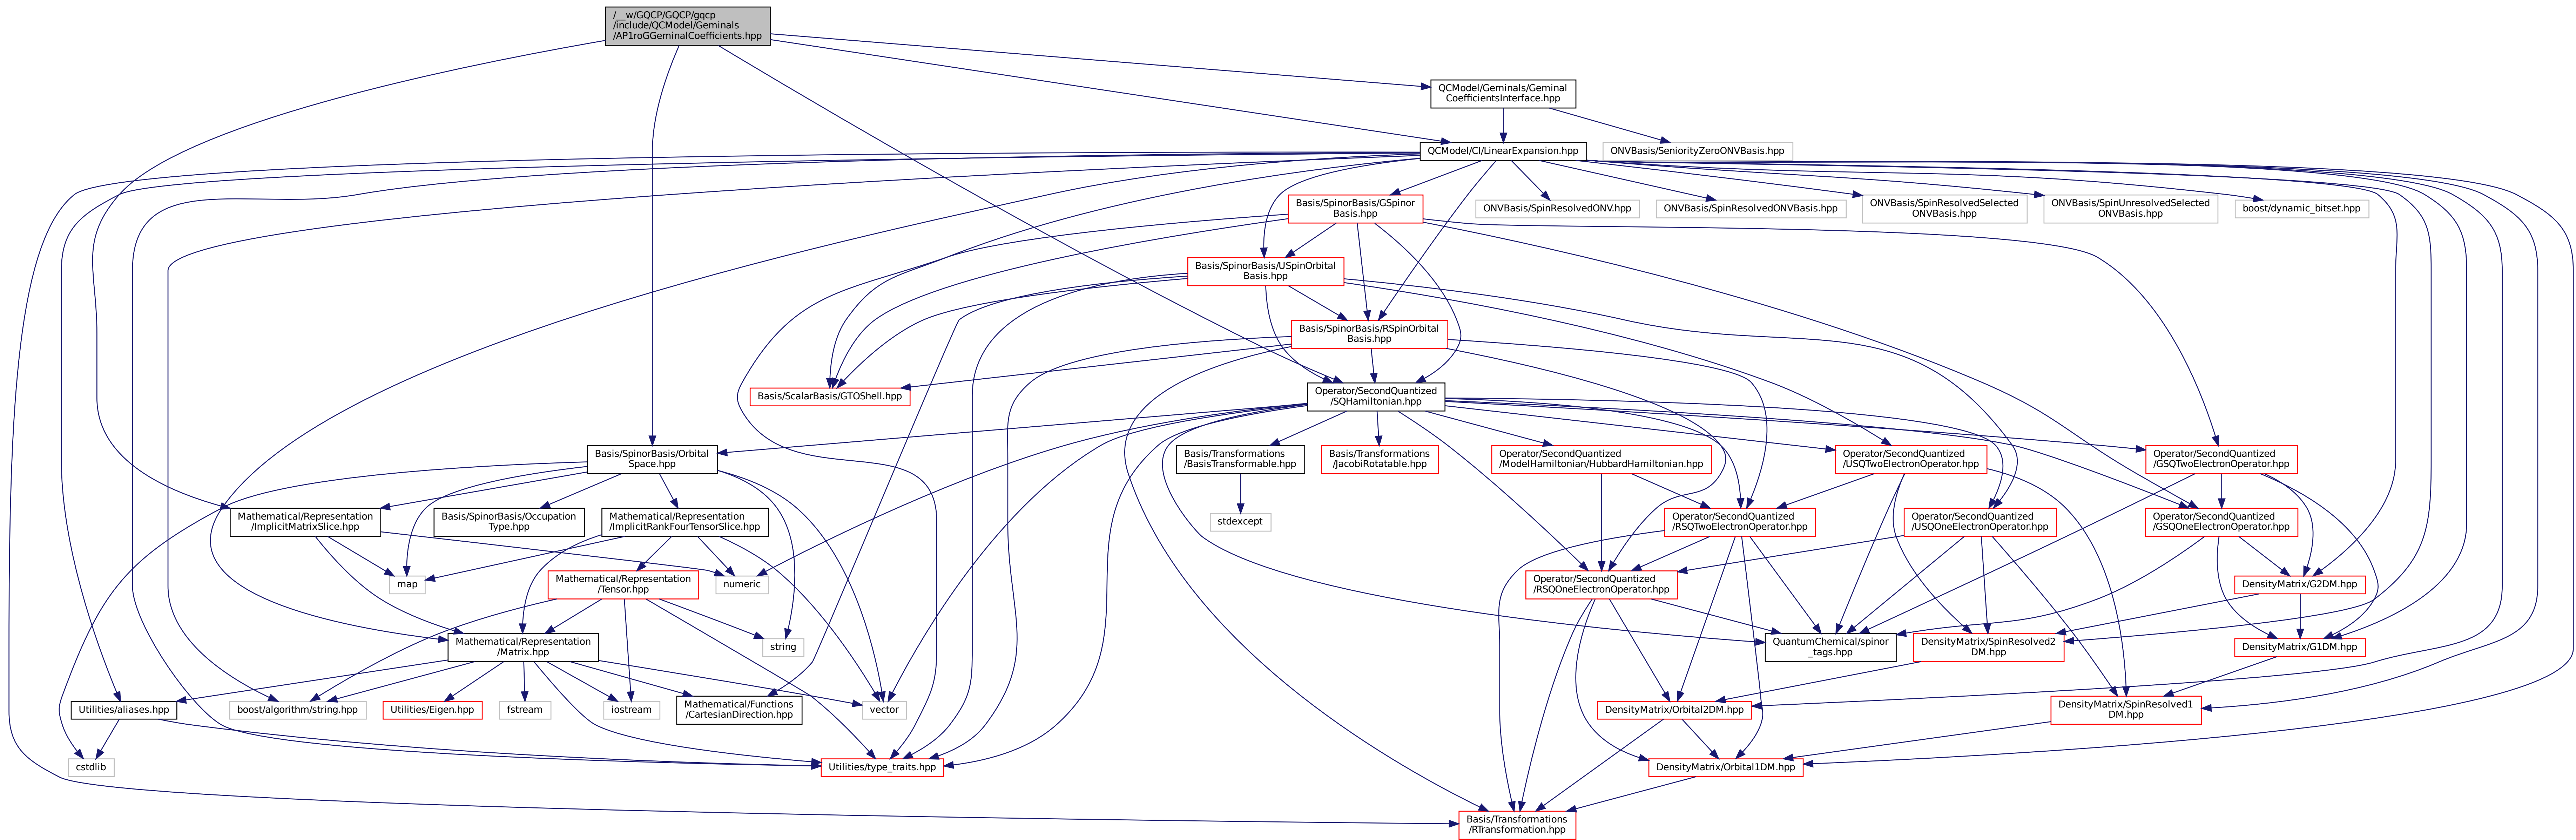 /__w/GQCP/GQCP/gqcp
/include/QCModel/Geminals
/AP1roGGeminalCoefficients.hpp
QCModel/Geminals/Geminal
CoefficientsInterface.hpp
QCModel/CI/LinearExpansion.hpp
ONVBasis/SeniorityZeroONVBasis.hpp
Basis/SpinorBasis/GSpinor
Basis.hpp
ONVBasis/SpinResolvedONV.hpp
ONVBasis/SpinResolvedONVBasis.hpp
ONVBasis/SpinResolvedSelected
ONVBasis.hpp
ONVBasis/SpinUnresolvedSelected
ONVBasis.hpp
boost/dynamic_bitset.hpp
Basis/SpinorBasis/USpinOrbital
Basis.hpp
Basis/SpinorBasis/RSpinOrbital
Basis.hpp
Basis/ScalarBasis/GTOShell.hpp
Operator/SecondQuantized
/SQHamiltonian.hpp
Basis/SpinorBasis/Orbital
Space.hpp
Basis/Transformations
/BasisTransformable.hpp
Basis/Transformations
/JacobiRotatable.hpp
Operator/SecondQuantized
/ModelHamiltonian/HubbardHamiltonian.hpp
Operator/SecondQuantized
/USQTwoElectronOperator.hpp
Operator/SecondQuantized
/GSQTwoElectronOperator.hpp
Mathematical/Representation
/ImplicitMatrixSlice.hpp
Basis/SpinorBasis/Occupation
Type.hpp
Mathematical/Representation
/ImplicitRankFourTensorSlice.hpp
stdexcept
Operator/SecondQuantized
/RSQTwoElectronOperator.hpp
Operator/SecondQuantized
/USQOneElectronOperator.hpp
Operator/SecondQuantized
/GSQOneElectronOperator.hpp
map
Mathematical/Representation
/Tensor.hpp
numeric
Operator/SecondQuantized
/RSQOneElectronOperator.hpp
DensityMatrix/G2DM.hpp
Mathematical/Representation
/Matrix.hpp
string
QuantumChemical/spinor
_tags.hpp
DensityMatrix/SpinResolved2
DM.hpp
DensityMatrix/G1DM.hpp
Utilities/aliases.hpp
boost/algorithm/string.hpp
Utilities/Eigen.hpp
fstream
iostream
Mathematical/Functions
/CartesianDirection.hpp
vector
DensityMatrix/Orbital2DM.hpp
DensityMatrix/SpinResolved1
DM.hpp
cstdlib
Utilities/type_traits.hpp
DensityMatrix/Orbital1DM.hpp
Basis/Transformations
/RTransformation.hpp